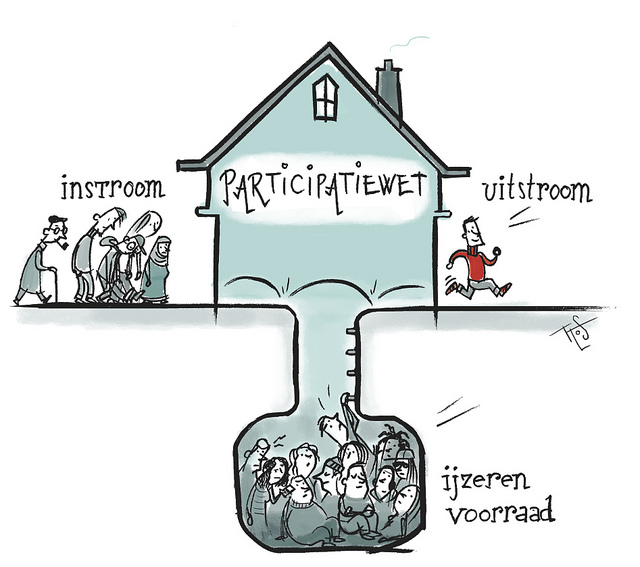 instroom
PARTICIPATIEWET
uitstroom
ijzeren
voorraad